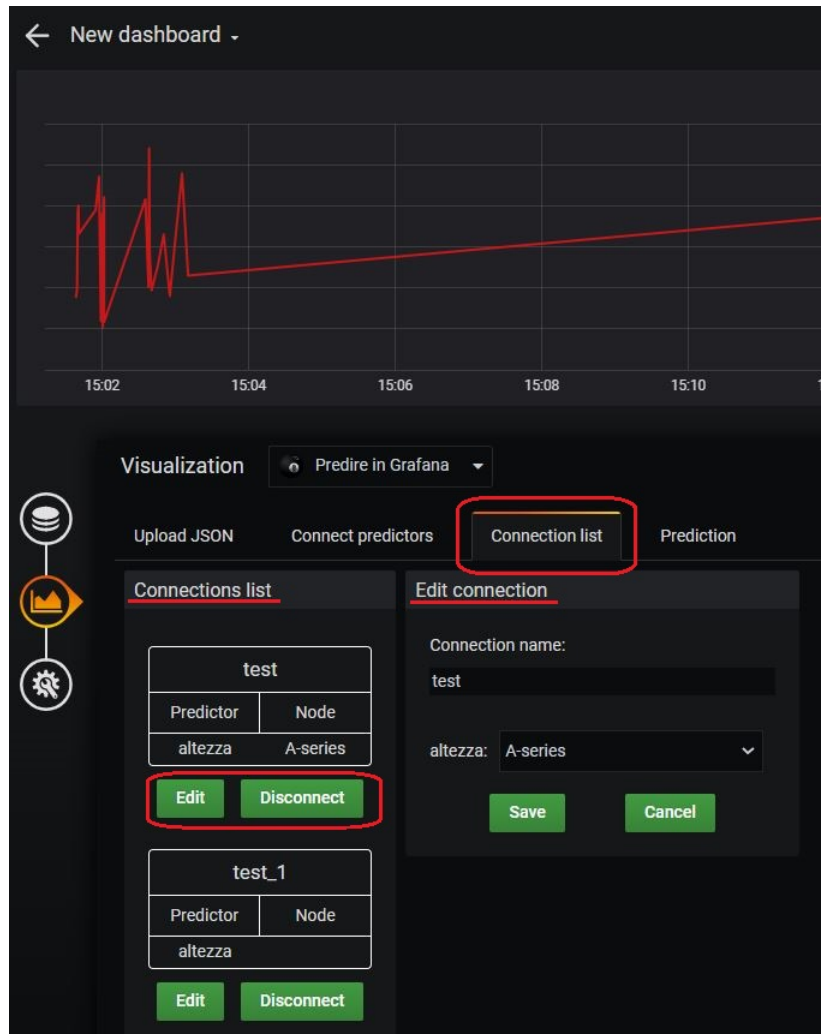 New dashboard
15:02 15:04 15:06 15:08 15:10
Visualization Predire in Grafana
Upload JSON Connect predictors Connection list Prediction
Connections list
test
Predictor Node
altezza A-series
Edit Disconnect
test_1
Predictor Node
altezza
Edit Disconnect
Edit connection
Connection name:
test
altezza: A-series
Save Cancel